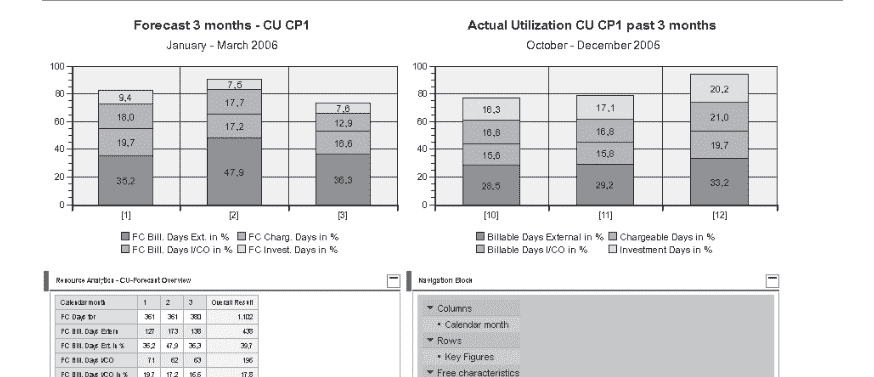 Forecast 3 months - CU CP1
January - March 2006
100
80
60
40
20
0
9,4
18,0
19,7
35,2
7,5
17,7
17,2
47,9
7,6
12,9
16,6
36,3
[1] [2] [3]
FC Bill. Days Ext. in % FC Charg. Days in %
FC Bill. Days I/CO in % FC Invest. Days in %
Actual Utilization CU CP1 past 3 months
October - December 2005
100
80
60
40
20
0
16,3
16,8
15,6
28,5
17,1
16,8
15,8
29,2
20,2
21,0
19,7
33,2
[10] [11] [12]
Billable Days External in % Chargeable Days in %
Billable Days I/CO in % Investment Days in %
Resource Analytics - CU-Forecast Overview
Calendar month 1 2 3 Overall Result
FC Days tor 361 361 380 1.102
FC Bill. Days Extern 127 173 138 438
FC Bill. Days Ext. in % 35,2 47,9 36,3 39,7
FC Bill. Days I/CO 71 62 63 196
FC Bill. Days I/CO in % 19,7 17,2 16,6 17,8
Navigation Block
Columns
• Calendar month
Rows
• Key Figures
Free characteristics